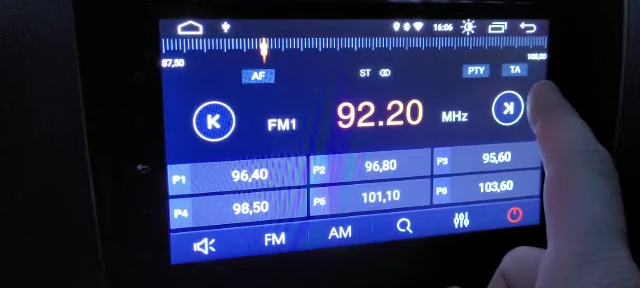 16:06
87,50 108,00
AF ST PTY TA
FM1 92.20 MHz
P1 96,40 P2 96,80 P3 95,60
P4 98,50 P5 101,10 P6 103,60
FM AM